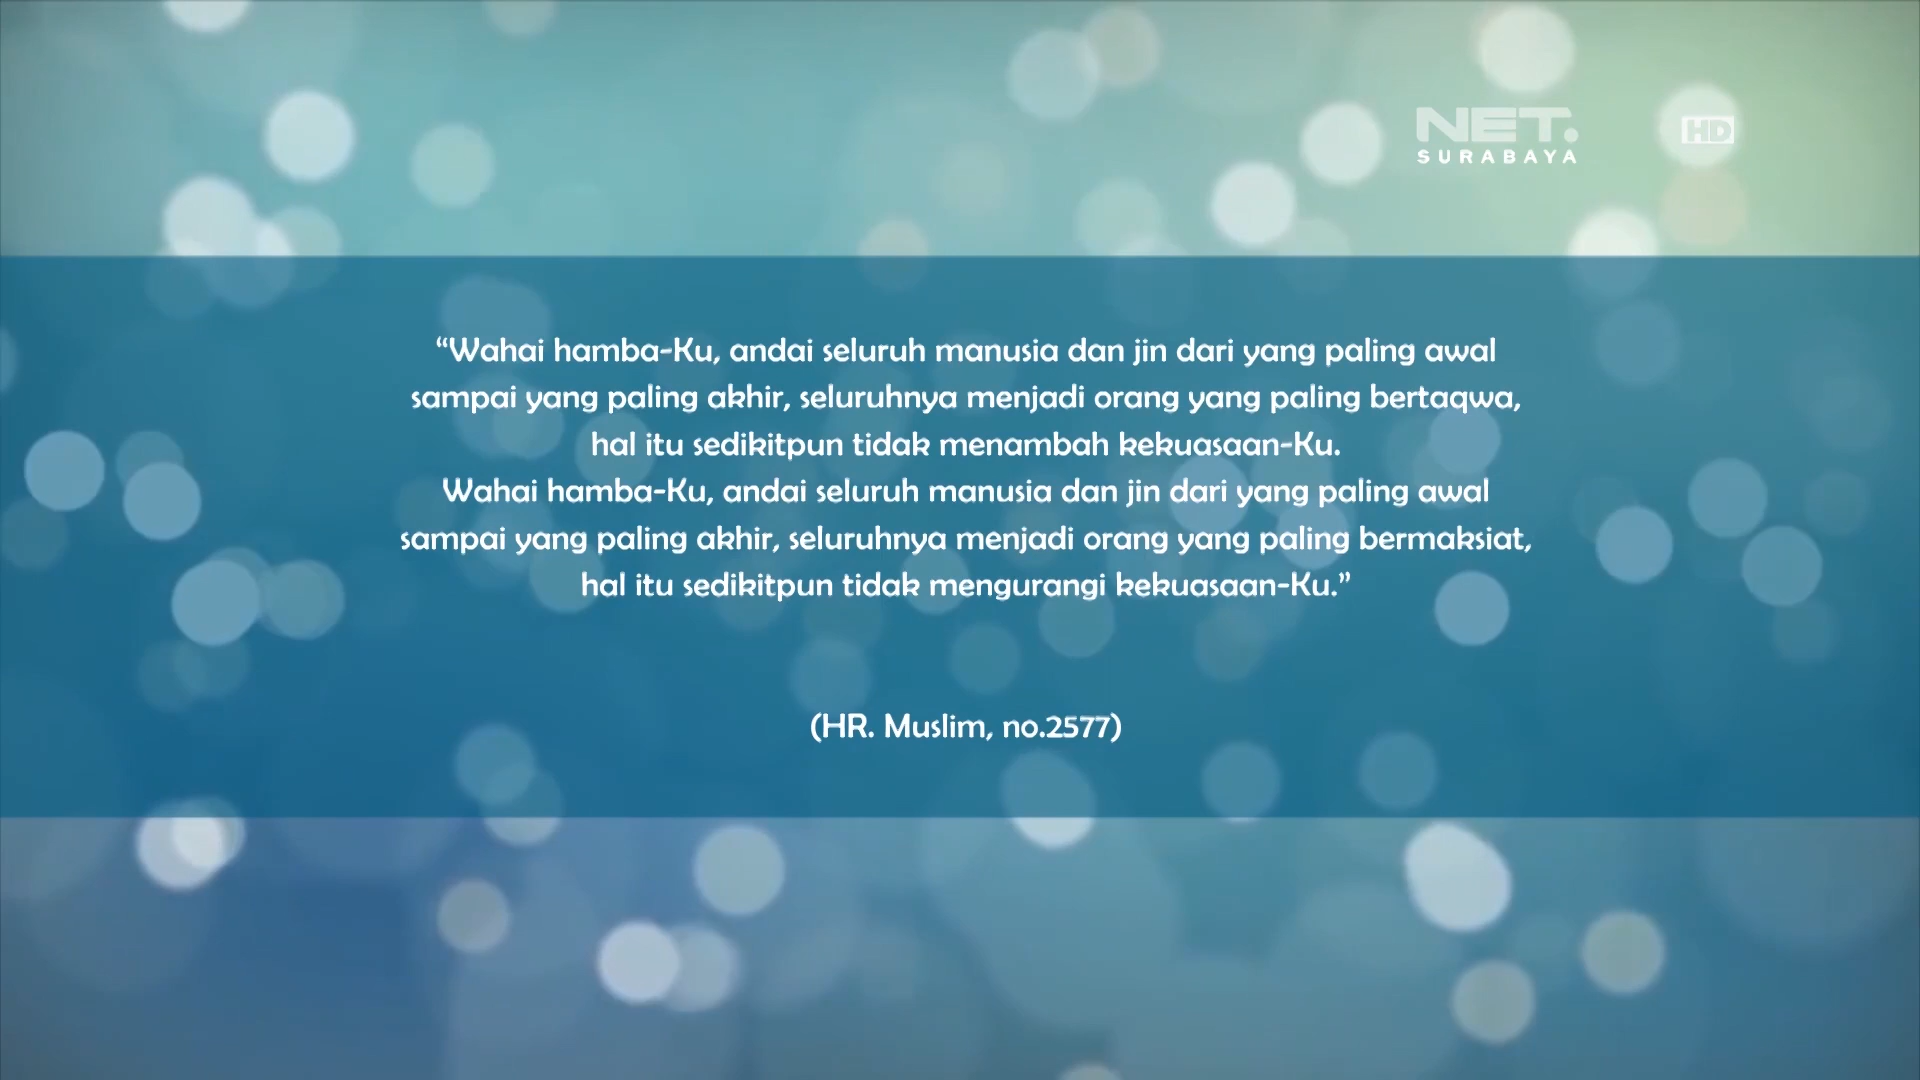 NET.
SURABAYA
HD
“Wahai hamba-Ku, andai seluruh manusia dan jin dari yang paling awal
sampai yang paling akhir, seluruhnya menjadi orang yang paling bertaqwa,
hal itu sedikitpun tidak menambah kekuasaan-Ku.
Wahai hamba-Ku, andai seluruh manusia dan jin dari yang paling awal
sampai yang paling akhir, seluruhnya menjadi orang yang paling bermaksiat,
hal itu sedikitpun tidak mengurangi kekuasaan-Ku.”
(HR. Muslim, no.2577)